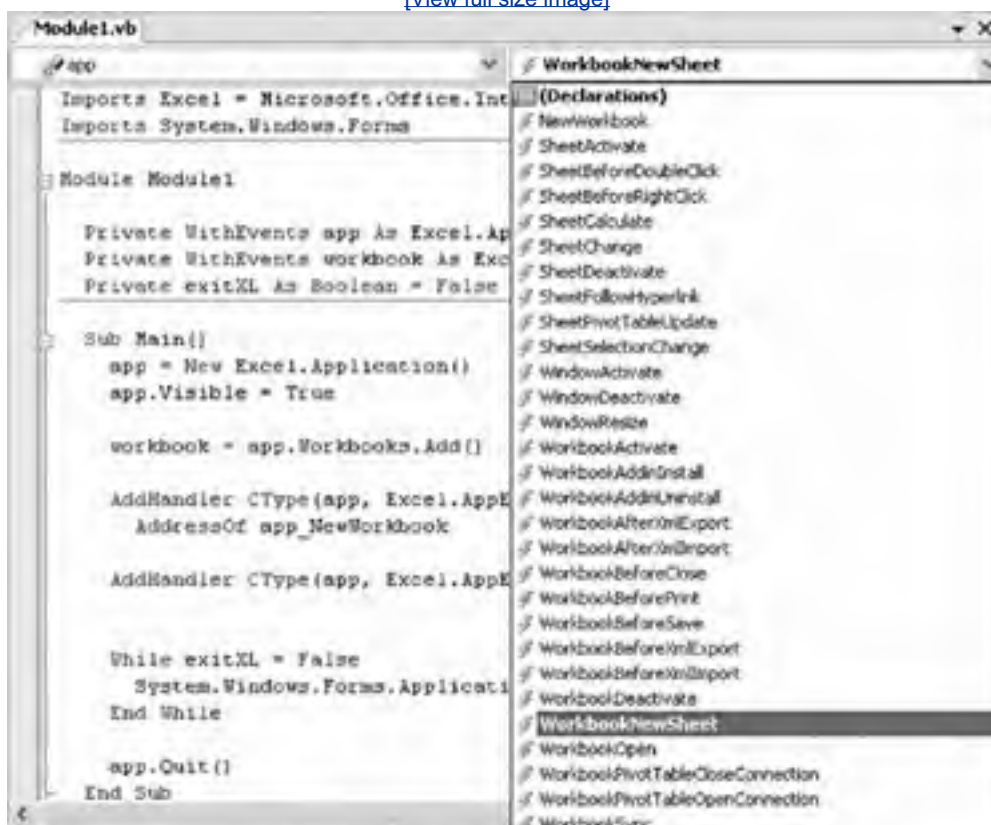 [View full size image]
Module1.vb
app
WorkbookNewSheet
Imports Excel = Microsoft.Office.Int
Imports System.Windows.Forms
Module Module1
Private WithEvents app As Excel.Ap
Private WithEvents workbook As Exc
Private exitXL As Boolean = False
Sub Main()
app = New Excel.Application()
app.Visible = True
workbook = app.Workbooks.Add()
AddHandler CType(app, Excel.AppE
AddressOf app_NewWorkbook
AddHandler CType(app, Excel.AppE
While exitXL = False
System.Windows.Forms.Applicati
End While
app.Quit()
End Sub
(Declarations)
NewWorkbook
SheetActivate
SheetBeforeDoubleClick
SheetBeforeRightClick
SheetCalculate
SheetChange
SheetDeactivate
SheetFollowHyperlink
SheetPivotTableUpdate
SheetSelectionChange
WindowActivate
WindowDeactivate
WindowResize
WorkbookActivate
WorkbookAddinInstall
WorkbookAddinUninstall
WorkbookAfterXmlExport
WorkbookAfterXmlImport
WorkbookBeforeClose
WorkbookBeforePrint
WorkbookBeforeSave
WorkbookBeforeXmlExport
WorkbookBeforeXmlImport
WorkbookDeactivate
WorkbookNewSheet
WorkbookOpen
WorkbookPivotTableCloseConnection
WorkbookPivotTableOpenConnection
WorkbookSync